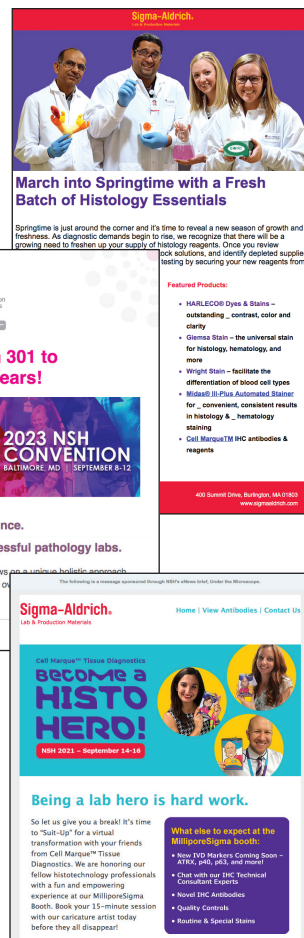 Sigma-Aldrich®
Lab & Production Materials
March into Springtime with a Fresh
Batch of Histology Essentials
Springtime is just around the corner and it's time to reveal a new season of growth and
freshness. As diagnostic demands begin to rise, we recognize that there will be a
growing need to freshen up your supply of histology reagents. Once you review
ock solutions, and identify depleted supplie
testing by securing your new reagents from
Featured Products:
• HARLECO® Dyes & Stains –
outstanding _ contrast, color and
clarity
• Giemsa Stain – the universal stain
for histology, hematology, and
more
• Wright Stain – facilitate the
differentiation of blood cell types
• Midas® III-Plus Automated Stainer
for _ convenient, consistent results
in histology & _ hematology
staining
• Cell Marque™ IHC antibodies &
reagents
400 Summit Drive, Burlington, MA 01803
www.sigmaaldrich.com
301 to
ears!
2023 NSH
CONVENTION
BALTIMORE, MD | SEPTEMBER 8-12
nce.
essful pathology labs.
ws on a unique holistic approach
The following is a message sponsored through NSH's eNews brief, Under the Microscope.
Sigma-Aldrich®
Lab & Production Materials
Home | View Antibodies | Contact Us
Cell Marque™ Tissue Diagnostics
BECOME A
HISTO
HERO!
NSH 2021 – September 14-16
Being a lab hero is hard work.
So let us give you a break! It's time
to "Suit-Up" for a virtual
transformation with your friends
from Cell Marque™ Tissue
Diagnostics. We are honoring our
fellow histotechnology professionals
with a fun and empowering
experience at our MilliporeSigma
Booth. Book your 15-minute session
with our caricature artist today
before they all disappear!
What else to expect at the
MilliporeSigma booth:
• New IVD Markers Coming Soon –
ATRX, p40, p63, and more!
• Chat with our IHC Technical
Consultant Experts
• Novel IHC Antibodies
• Quality Controls
• Routine & Special Stains